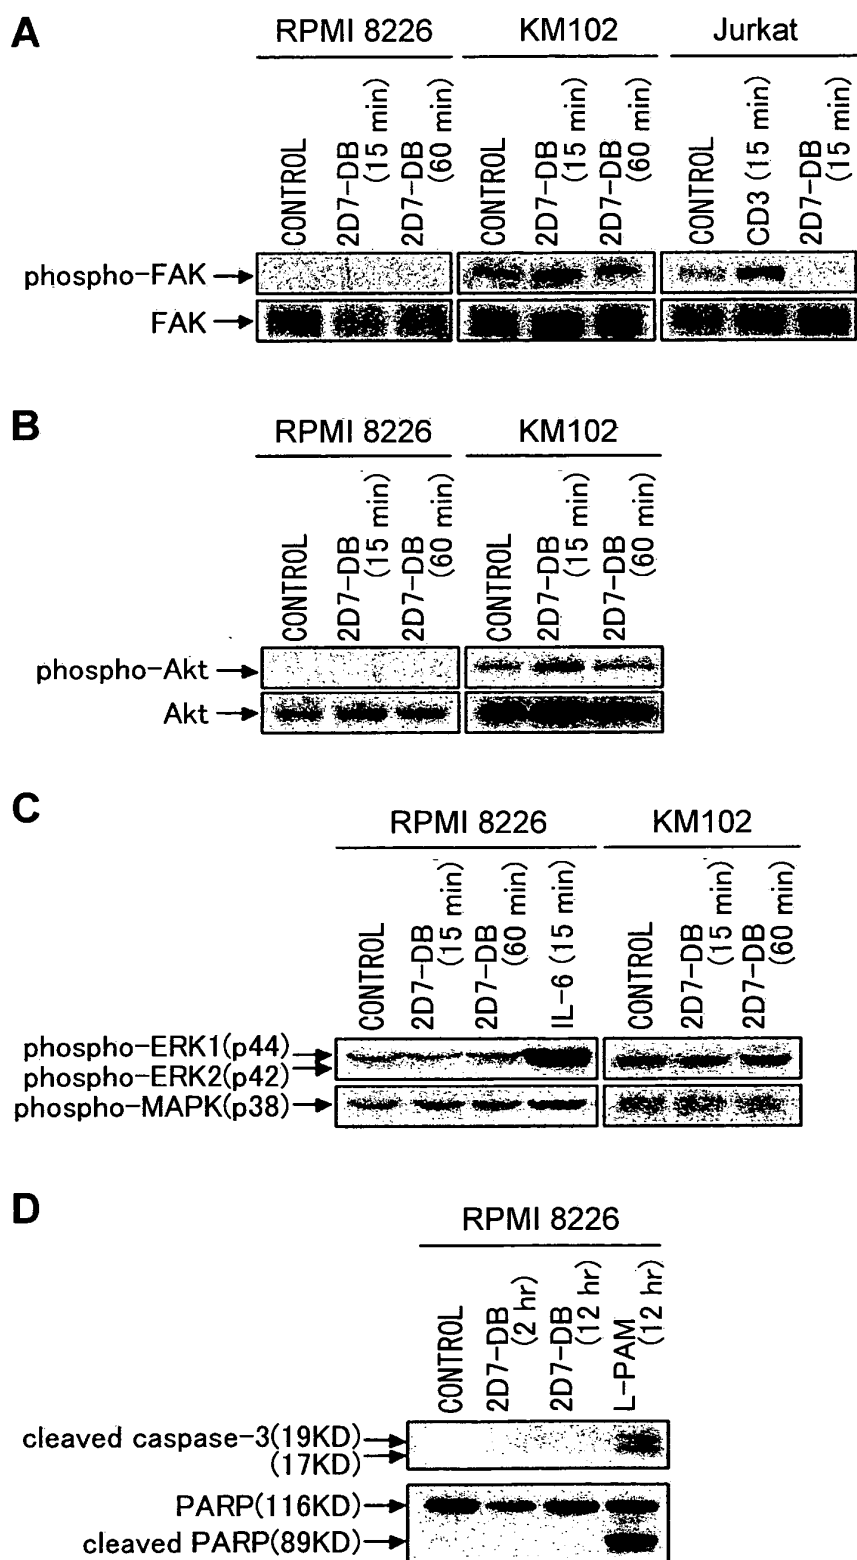 A
RPMI 8226
KM102
Jurkat
CONTROL
2D7-DB
(15 min)
2D7-DB
(60 min)
CONTROL
2D7-DB
(15 min)
2D7-DB
(60 min)
CONTROL
CD3 (15 min)
2D7-DB
(15 min)
phospho-FAK
FAK
B
RPMI 8226
KM102
CONTROL
2D7-DB
(15 min)
2D7-DB
(60 min)
CONTROL
2D7-DB
(15 min)
2D7-DB
(60 min)
phospho-Akt
Akt
C
RPMI 8226
KM102
CONTROL
2D7-DB
(15 min)
2D7-DB
(60 min)
IL-6 (15 min)
CONTROL
2D7-DB
(15 min)
2D7-DB
(60 min)
phospho-ERK1(p44)
phospho-ERK2(p42)
phospho-MAPK(p38)
D
RPMI 8226
CONTROL
2D7-DB
(2 hr)
2D7-DB
(12 hr)
L-PAM
(12 hr)
cleaved caspase-3(19KD)
(17KD)
PARP(116KD)
cleaved PARP(89KD)